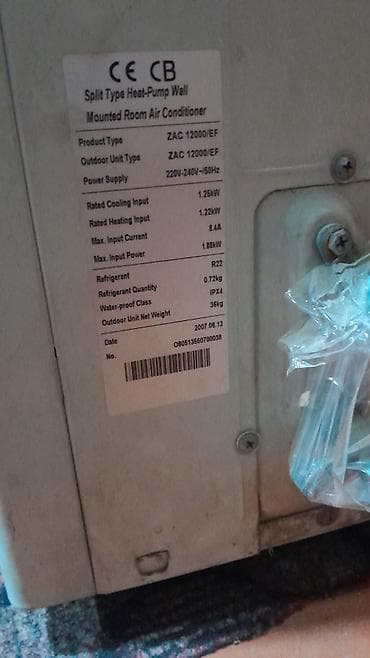 CE CB
Split Type Heat-Pump Wall
Mounted Room Air Conditioner
Product Type ZAC 12000/EF
Outdoor Unit Type ZAC 12000/EF
Power Supply 220V-240V~/50Hz
Rated Cooling Input 1.25kW
Rated Heating Input 1.22kW
Max. Input Current 8.4A
Max. Input Power 1.88kW
Refrigerant R22
Refrigerant Quantity 0.72kg
Water-proof Class IPX4
Outdoor Unit Net Weight 36kg
Date 2007.06.13
No. O80513560700038